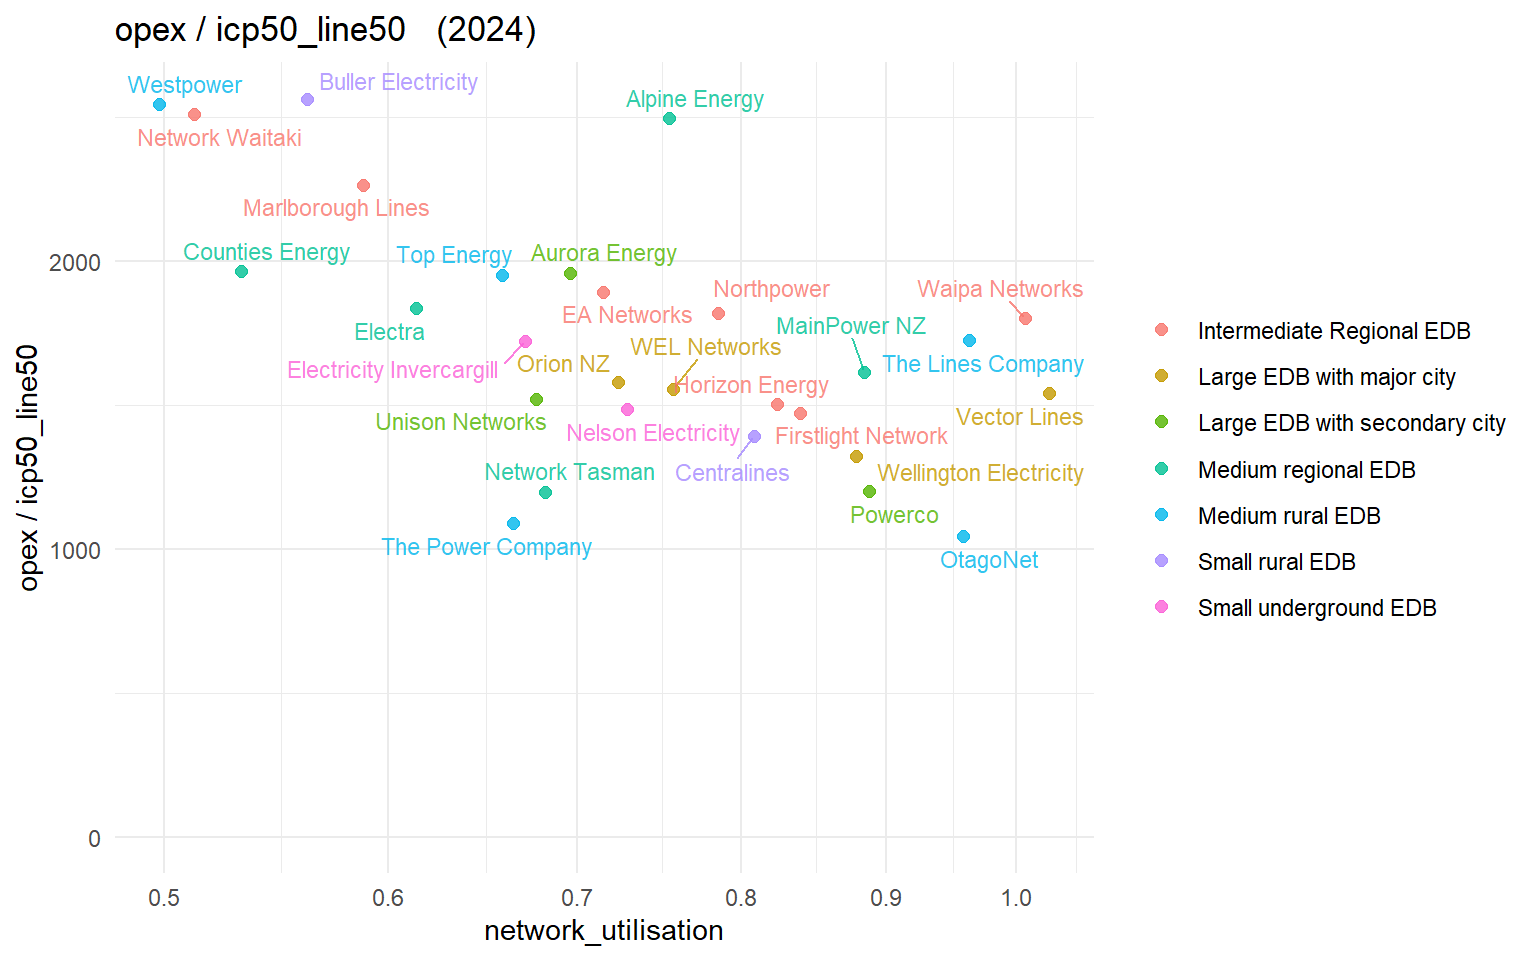 opex / icp50_line50   (2024)
Westpower
Buller Electricity
Alpine Energy
Network Waitaki
Marlborough Lines
Counties Energy
Top Energy
Aurora Energy
2000
Northpower
Waipa Networks
EA Networks
MainPower NZ
Electra
WEL Networks
Orion NZ
The Lines Company
Electricity Invercargill
Horizon Energy
Vector Lines
Unison Networks
Nelson Electricity
Firstlight Network
Network Tasman
Centralines
Wellington Electricity
Powerco
The Power Company
1000
OtagoNet
0
opex / icp50_line50
0.5
0.6
0.7
0.8
0.9
1.0
network_utilisation
Intermediate Regional EDB
Large EDB with major city
Large EDB with secondary city
Medium regional EDB
Medium rural EDB
Small rural EDB
Small underground EDB